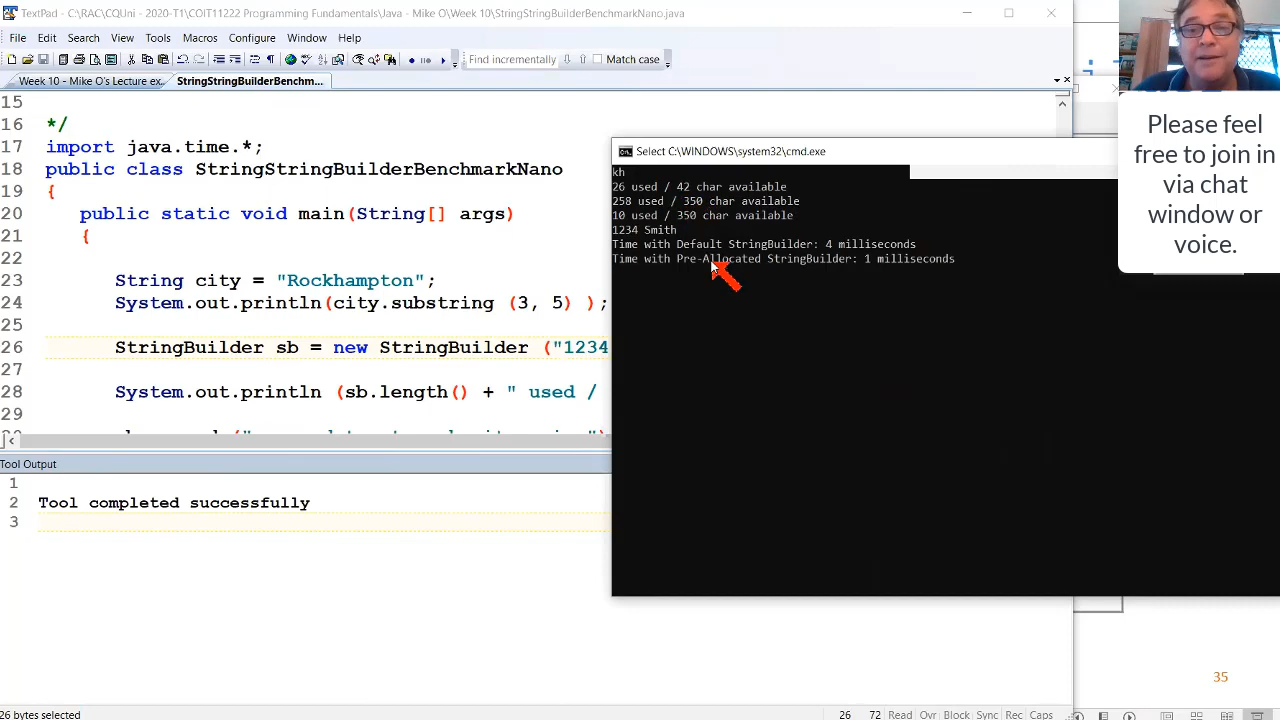 TextPad - C:\RAC\CQUni - 2020-T1\COIT11222 Programming Fundamentals\Java - Mike O\Week 10\StringStringBuilderBenchmarkNano.java
File Edit Search View Tools Macros Configure Window Help
Find incrementally Match case
Week 10 - Mike O's Lecture ex... StringStringBuilderBenchm...
15
16 */
17 import java.time.*;
18 public class StringStringBuilderBenchmarkNano
19 {
20 public static void main(String[] args)
21 {
22
23 String city = "Rockhampton";
24 System.out.println(city.substring (3, 5) );
25
26 StringBuilder sb = new StringBuilder ("1234
27
28 System.out.println (sb.length() + " used /
29
Tool Output
1
2 Tool completed successfully
3
Select C:\WINDOWS\system32\cmd.exe
kh
26 used / 42 char available
258 used / 350 char available
10 used / 350 char available
1234 Smith
Time with Default StringBuilder: 4 milliseconds
Time with Pre-Allocated StringBuilder: 1 milliseconds
Please feel
free to join in
via chat
window or
voice.
35
26 bytes selected 26 72 Read Ovr Block Sync Rec Caps